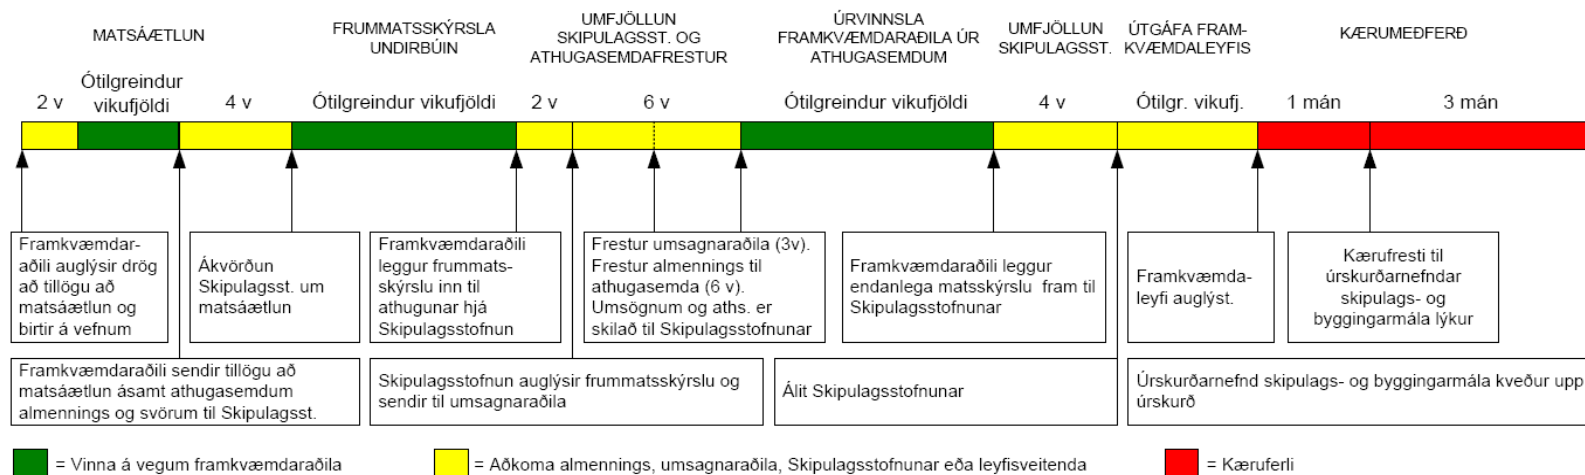 MATSÁÆTLUN
FRUMMATSSKÝRSLA
UNDIRBÚIN
UMFJÖLLUN
SKIPULAGSST. OG
ATHUGASEMDAFRESTUR
ÚRVINNSLA
FRAMKVÆMDARAÐILA ÚR
ATHUGASEMDUM
UMFJÖLLUN
SKIPULAGSST.
ÚTGÁFA FRAM-
KVÆMDALEYFIS
KÆRUMEÐFERÐ
2 v
Ótilgreindur
vikufjöldi
4 v
Ótilgreindur vikufjöldi
2 v
6 v
Ótilgreindur vikufjöldi
4 v
Ótilgr. vikufj.
1 mán
3 mán
Framkvæmdar-
aðili auglýsir drög
að tillögu að
matsáætlun og
birtir á vefnum
Ákvörðun
Skipulagsst. um
matsáætlun
Framkvæmdaraðili
leggur frummats-
skýrslu inn til
athugunar hjá
Skipulagsstofnun
Frestur umsagnaraðila (3v).
Frestur almennings til
athugasemda (6 v).
Umsögnum og aths. er
skilað til Skipulagsstofnunar
Framkvæmdaraðili leggur
endanlega matsskýrslu fram til
Skipulagsstofnunar
Framkvæmda-
leyfi auglýst.
Kærufresti til
úrskurðarnefndar
skipulags- og
byggingarmála lýkur
Framkvæmdaraðili sendir tillögu að
matsáætlun ásamt athugasemdum
almennings og svörum til Skipulagsst.
Skipulagsstofnun auglýsir frummatsskýrslu og
sendir til umsagnaraðila
Álit Skipulagsstofnunar
Úrskurðarnefnd skipulags- og byggingarmála kveður upp
úrskurð
= Vinna á vegum framkvæmdaraðila
= Aðkoma almennings, umsagnaraðila, Skipulagsstofnunar eða leyfisveitenda
= Kæruferli